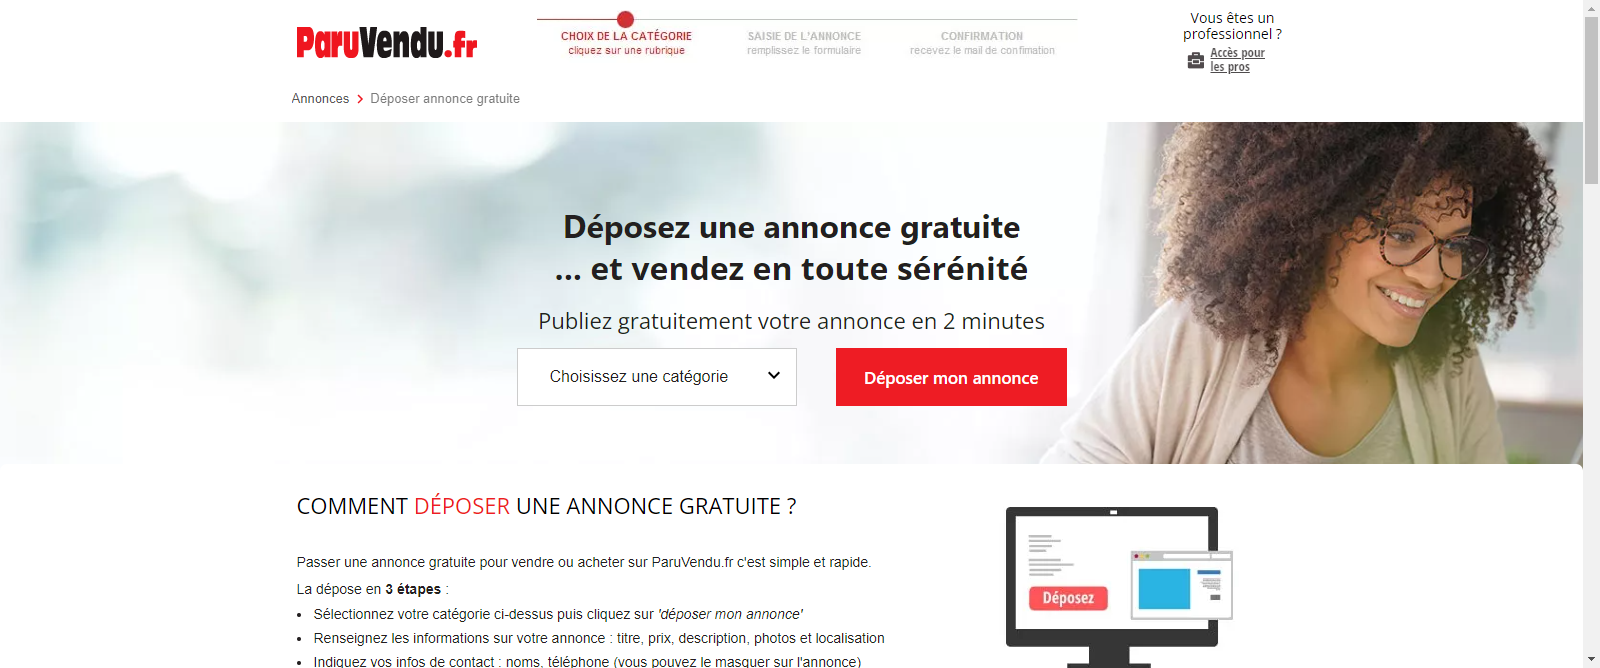 ParuVendu.fr
CHOIX DE LA CATÉGORIE
cliquez sur une rubrique
SAISIE DE L'ANNONCE
remplissez le formulaire
CONFIRMATION
recevez le mail de confimation
Vous êtes un
professionnel ?
Accès pour
les pros
Annonces > Déposer annonce gratuite
Déposez une annonce gratuite
... et vendez en toute sérénité
Publiez gratuitement votre annonce en 2 minutes
Choisissez une catégorie
Déposer mon annonce
COMMENT DÉPOSER UNE ANNONCE GRATUITE ?
Passer une annonce gratuite pour vendre ou acheter sur ParuVendu.fr c'est simple et rapide.
La dépose en 3 étapes :
• Sélectionnez votre catégorie ci-dessus puis cliquez sur 'déposer mon annonce'
• Renseignez les informations sur votre annonce : titre, prix, description, photos et localisation
• Indiquez vos infos de contact : noms, téléphone (vous pouvez le masquer sur l'annonce)
Déposez